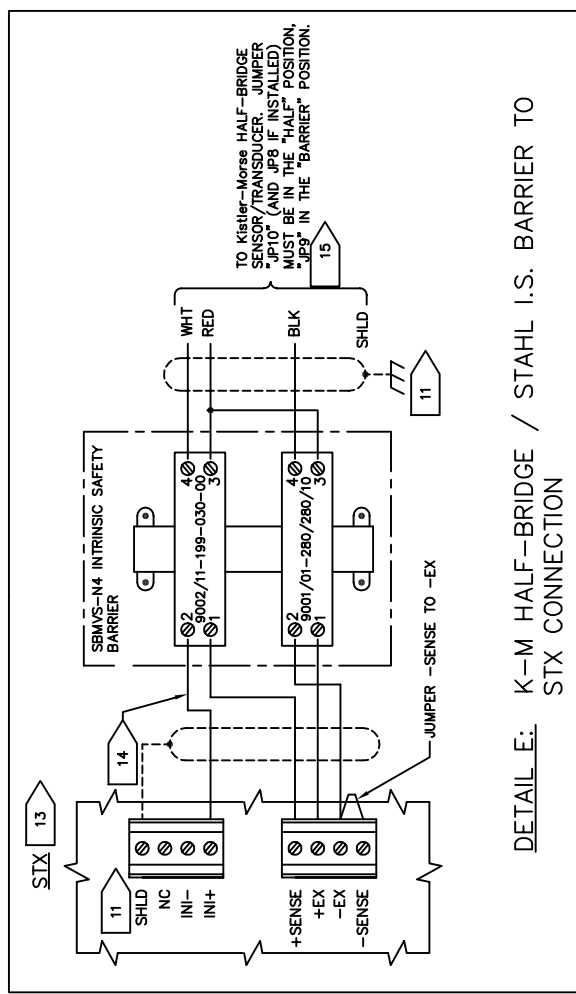 STX
13
11
SHLD
NC
INI-
INI+
+SENSE
+EX
-EX
-SENSE
14
JUMPER -SENSE TO -EX
SBMVS-N4 INTRINSIC SAFETY
BARRIER
2
1
9002/11-199-030-00
4
3
2
1
9001/01-280/280/10
4
3
WHT
RED
BLK
SHLD
11
TO Kistler-Morse HALF-BRIDGE
SENSOR/TRANSDUCER. JUMPER
"JP10" (AND JP8 IF INSTALLED)
MUST BE IN THE "HALF" POSITION,
"JP9" IN THE "BARRIER" POSITION.
15
DETAIL E: K-M HALF-BRIDGE / STAHL I.S. BARRIER TO
STX CONNECTION